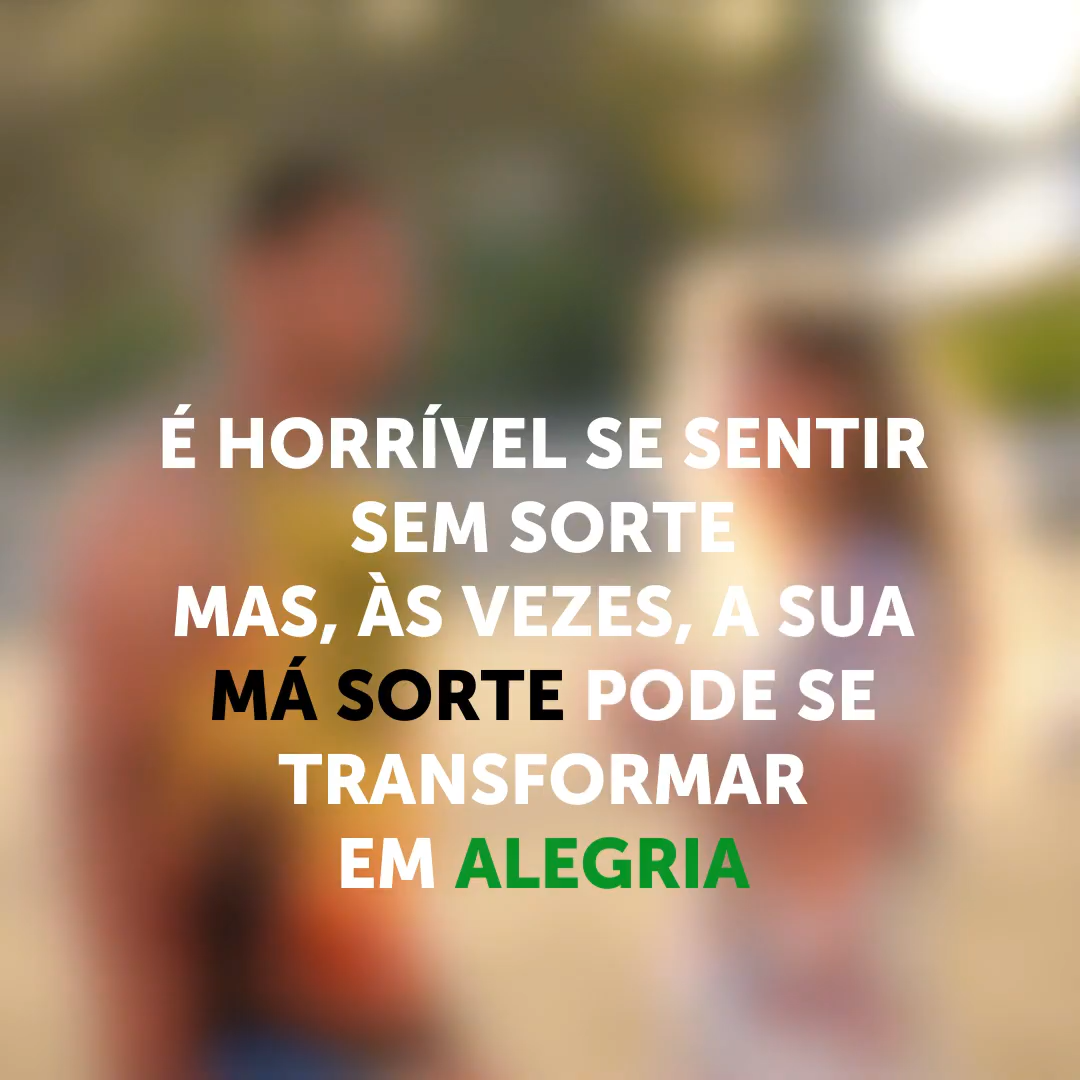 É HORRÍVEL SE SENTIR
SEM SORTE
MAS, ÀS VEZES, A SUA
MÁ SORTE PODE SE
TRANSFORMAR
EM ALEGRIA